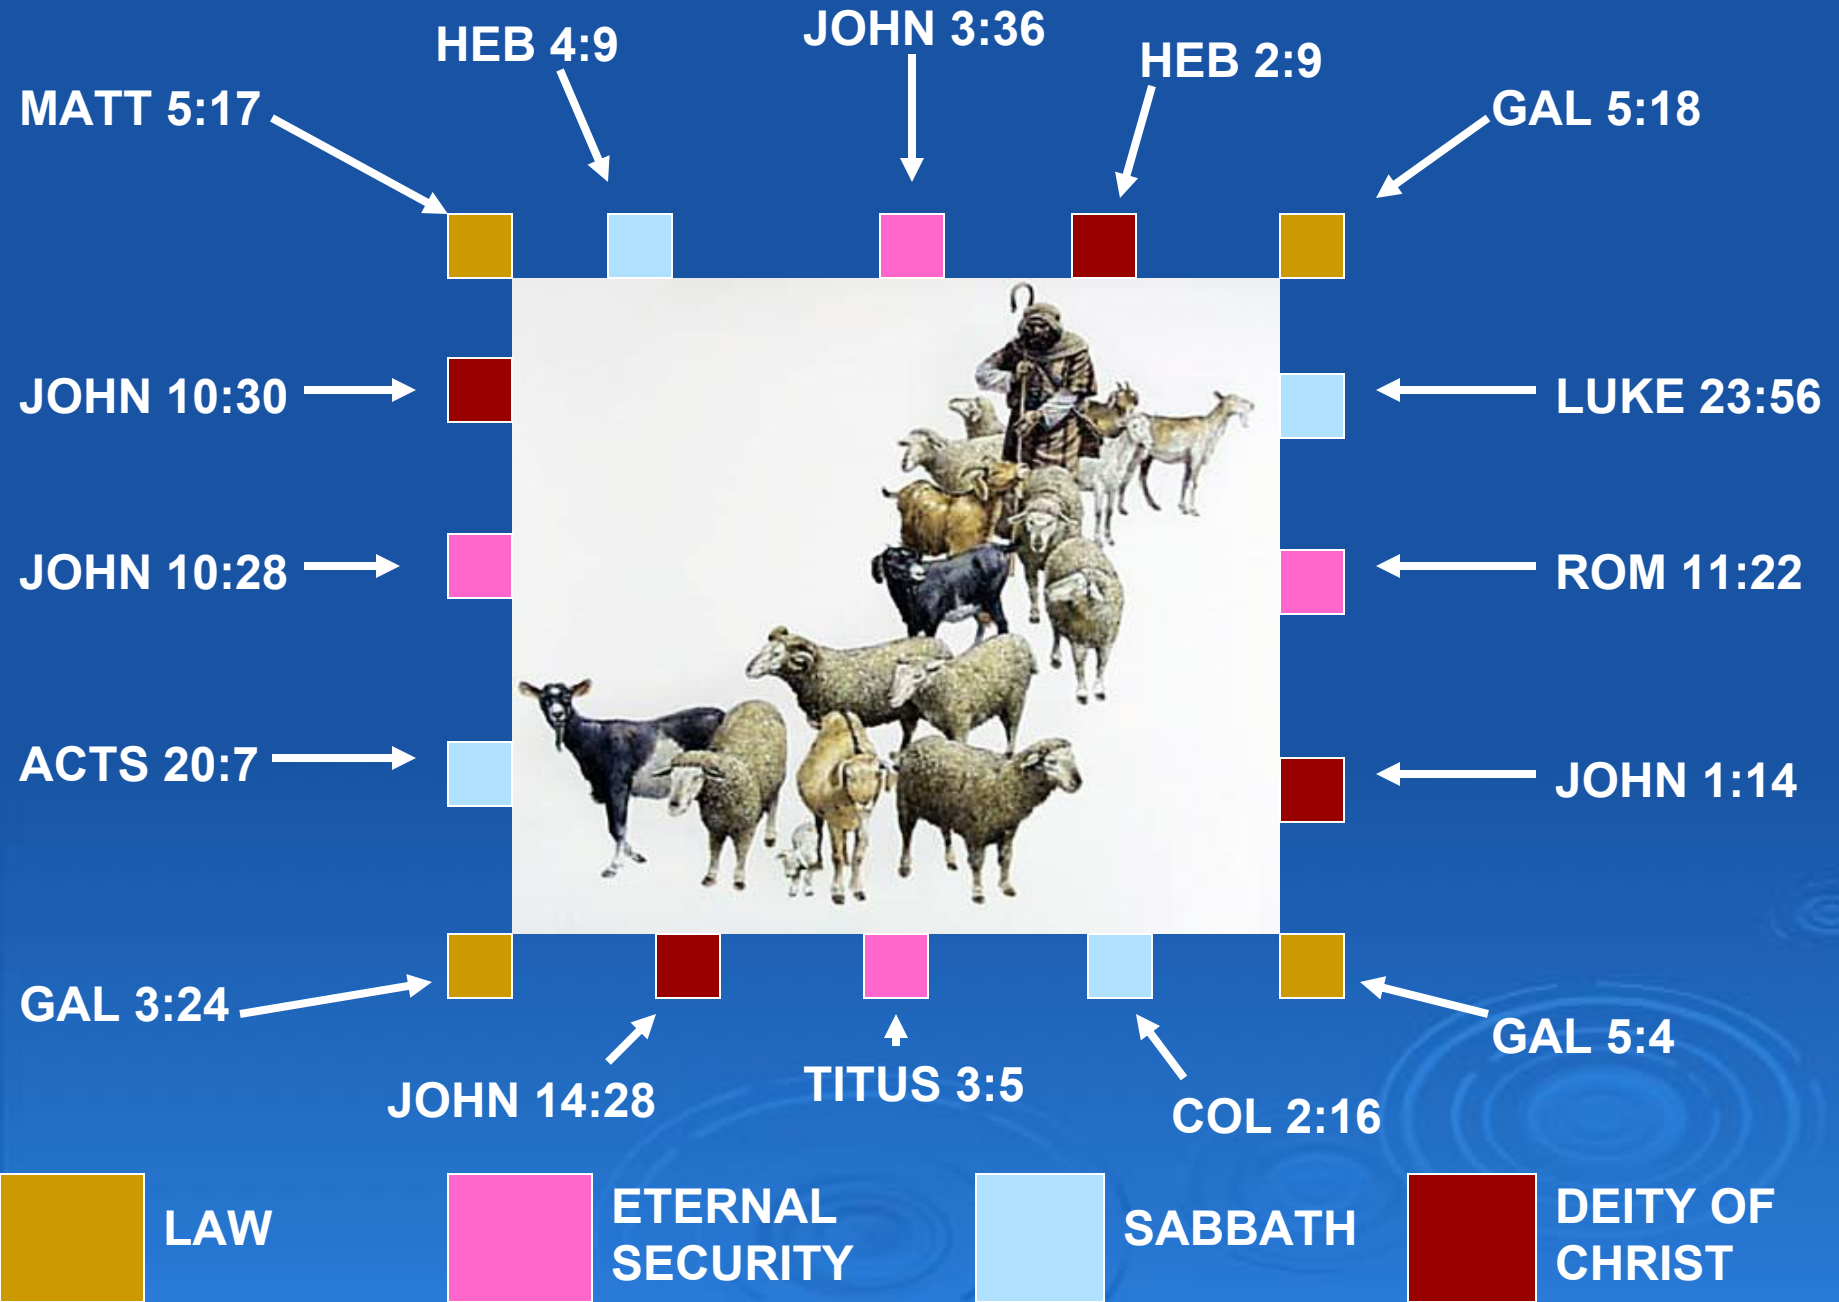 JOHN 3:36
HEB 4:9
HEB 2:9
MATT 5:17
GAL 5:18
JOHN 10:30
LUKE 23:56
JOHN 10:28
ROM 11:22
ACTS 20:7
JOHN 1:14
GAL 3:24
GAL 5:4
JOHN 14:28
TITUS 3:5
COL 2:16
LAW
ETERNAL
SECURITY
SABBATH
DEITY OF
CHRIST